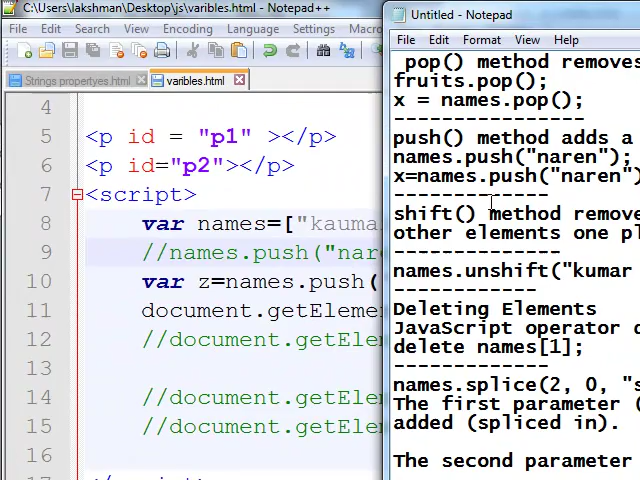 C:\Users\lakshman\Desktop\js\varibles.html - Notepad++
File Edit Search View Encoding Language Settings Macro
Strings propertyes.html varibles.html
4
5 <p id = "p1" ></p>
6 <p id="p2"></p>
7 <script>
8 var names=["kauma
9 //names.push("nare
10 var z=names.push(
11 document.getEleme
12 //document.getElem
13
14 //document.getElem
15 //document.getElem
16
Untitled - Notepad
File Edit Format View Help
pop() method removes
fruits.pop();
x = names.pop();
-----------------
push() method adds a
names.push("naren");
x=names.push("naren")
--------------
shift() method remove
other elements one pl
---------------
names.unshift("kumar
-------------
Deleting Elements
JavaScript operator d
delete names[1];
--------------
names.splice(2, 0, "s
The first parameter (
added (spliced in).
The second parameter